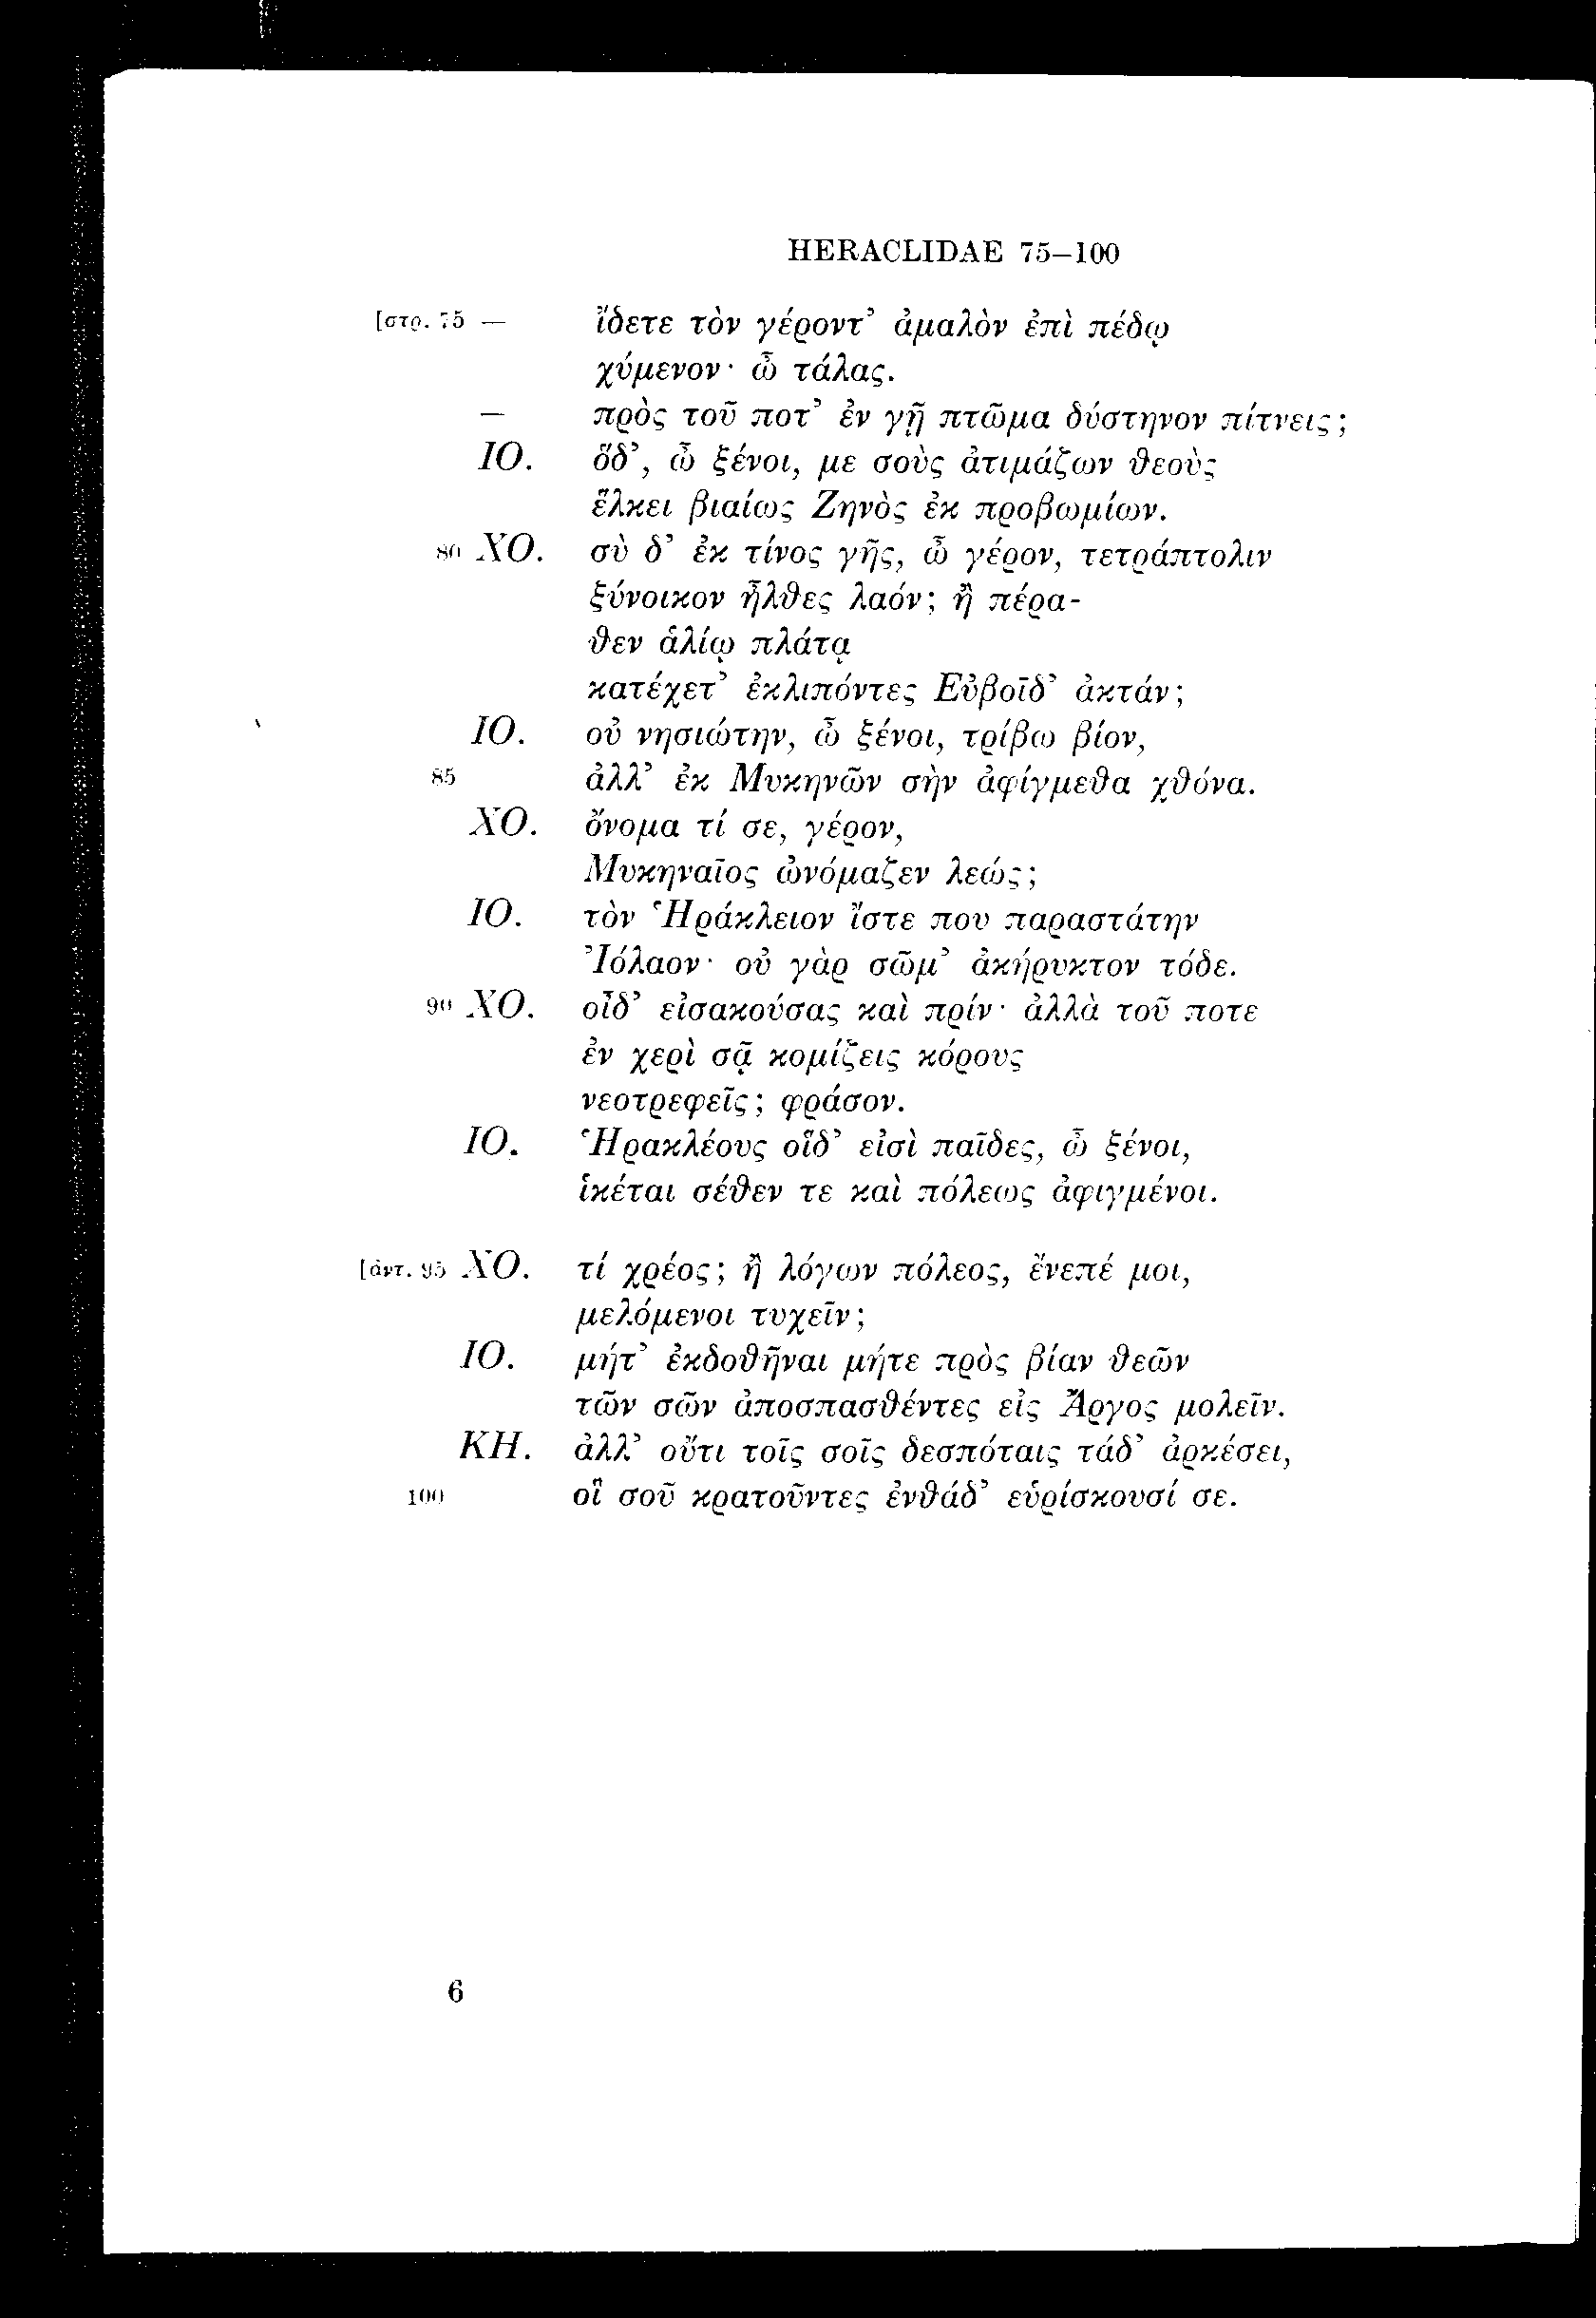 HERACLIDAE 75–100
[στρ. 75 — ἴδετε τὸν γέροντ’ ἀμαλὸν ἐπὶ πέδῳ
χύμενον· ὦ τάλας.
— πρὸς τοῦ ποτ’ ἐν γῇ πτῶμα δύστηνον πίτνεις;
ΙΟ. ὅδ’, ὦ ξένοι, με σοὺς ἀτιμάζων θεοὺς
ἕλκει βιαίως Ζηνὸς ἐκ προβωμίων.
80 ΧΟ. σὺ δ’ ἐκ τίνος γῆς, ὦ γέρον, τετράπτολιν
ξύνοικον ἦλθες λαόν; ἢ πέρα-
θεν ἁλίῳ πλάτᾳ
κατέχετ’ ἐκλιπόντες Εὐβοῖδ’ ἀκτάν;
ΙΟ. οὐ νησιώτην, ὦ ξένοι, τρίβω βίον,
85 ἀλλ’ ἐκ Μυκηνῶν σὴν ἀφίγμεθα χθόνα.
ΧΟ. ὄνομα τί σε, γέρον,
Μυκηναῖος ὠνόμαζεν λεώς;
ΙΟ. τὸν Ἡράκλειον ἴστε που παραστάτην
Ἰόλαον· οὐ γὰρ σῶμ’ ἀκήρυκτον τόδε.
90 ΧΟ. οἶδ’ εἰσακούσας καὶ πρίν· ἀλλὰ τοῦ ποτε
ἐν χερὶ σᾷ κομίζεις κόρους
νεοτρεφεῖς; φράσον.
ΙΟ. Ἡρακλέους οἵδ’ εἰσὶ παῖδες, ὦ ξένοι,
ἱκέται σέθεν τε καὶ πόλεως ἀφιγμένοι.
[ἀντ. 95 ΧΟ. τί χρέος; ἢ λόγων πόλεος, ἔνεπέ μοι,
μελόμενοι τυχεῖν;
ΙΟ. μήτ’ ἐκδοθῆναι μήτε πρὸς βίαν θεῶν
τῶν σῶν ἀποσπασθέντες εἰς Ἄργος μολεῖν.
ΚΗ. ἀλλ’ οὔτι τοῖς σοῖς δεσπόταις τάδ’ ἀρκέσει,
100 οἳ σοῦ κρατοῦντες ἐνθάδ’ εὑρίσκουσί σε.
6